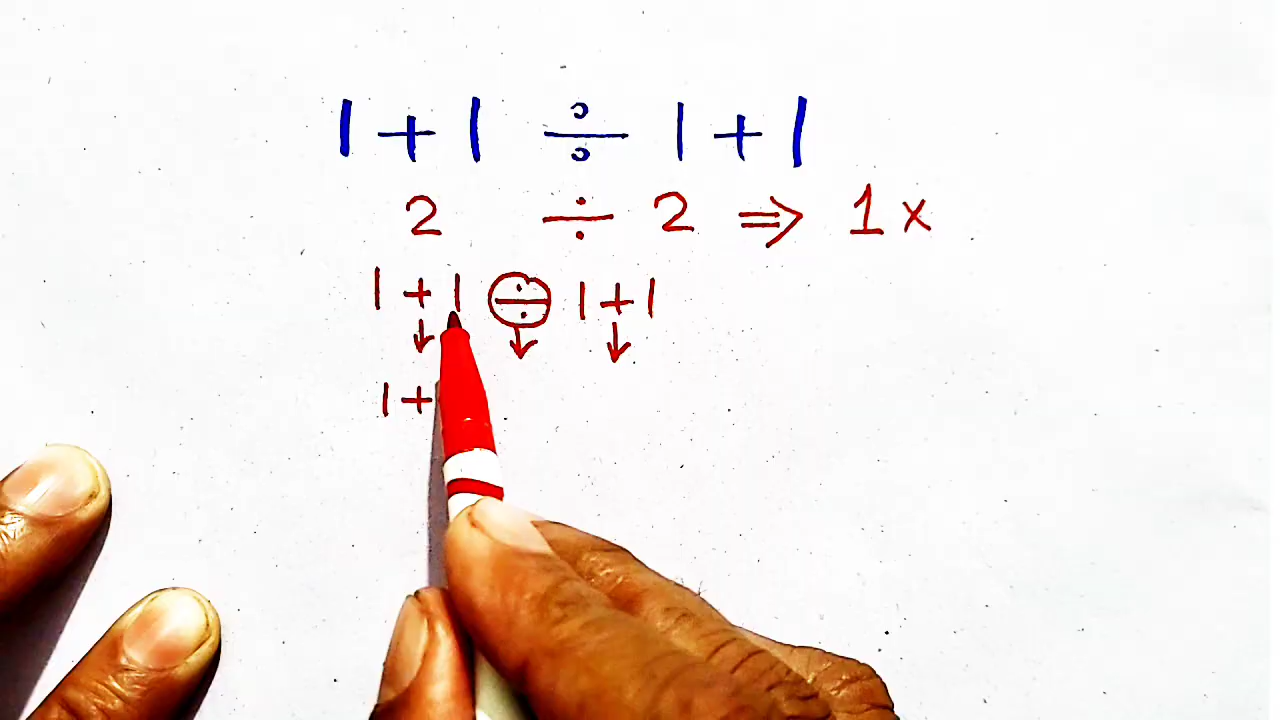 1 + 1 ÷ 1 + 1
2 ÷ 2 ⇒ 1 x
1 + 1 ÷ 1 + 1
↓ ↓ ↓
1 +